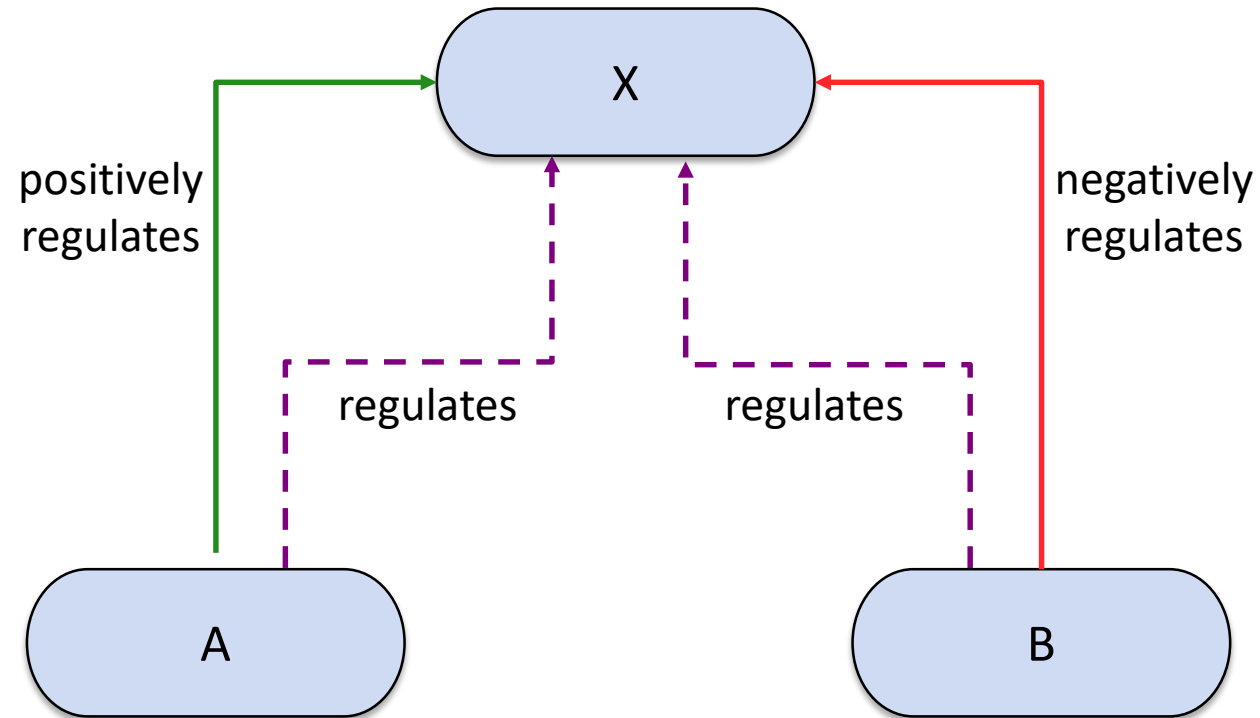 X
positively
regulates
negatively
regulates
regulates
regulates
A
B